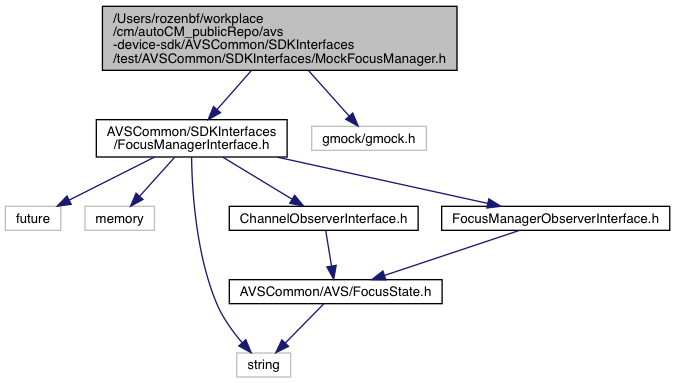 /Users/rozenbf/workplace
/cm/autoCM_publicRepo/avs
-device-sdk/AVSCommon/SDKInterfaces
/test/AVSCommon/SDKInterfaces/MockFocusManager.h
AVSCommon/SDKInterfaces
/FocusManagerInterface.h
gmock/gmock.h
future
memory
ChannelObserverInterface.h
FocusManagerObserverInterface.h
AVSCommon/AVS/FocusState.h
string